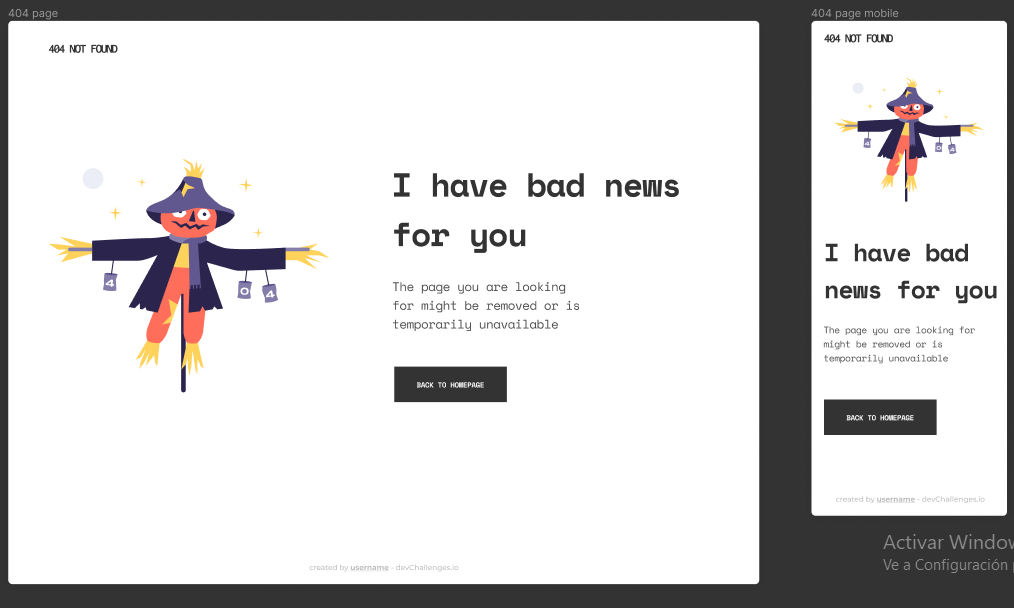 404 page
404 NOT FOUND
4
0
4
I have bad news
for you
The page you are looking
for might be removed or is
temporarily unavailable
BACK TO HOMEPAGE
created by username - devChallenges.io
404 page mobile
404 NOT FOUND
4
0
4
I have bad
news for you
The page you are looking for
might be removed or is
temporarily unavailable
BACK TO HOMEPAGE
created by username - devChallenges.io
Activar Window
Ve a Configuración